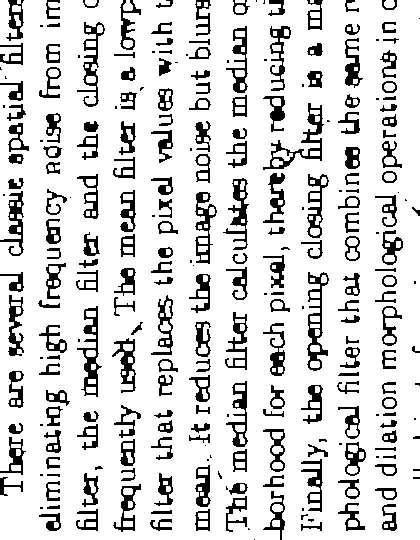 There are several classic spatial filters
eliminating high frequency noise from im
filter, the median filter and the closing o
frequently used. The mean filter is a lowp
filter that replaces the pixel values with t
mean. It reduces the image noise but blurs
The median filter calculates the median o
borhood for each pixel, thereby reducing t
Finally, the opening closing filter is a m
phological filter that combines the same n
and dilation morphological operations in o